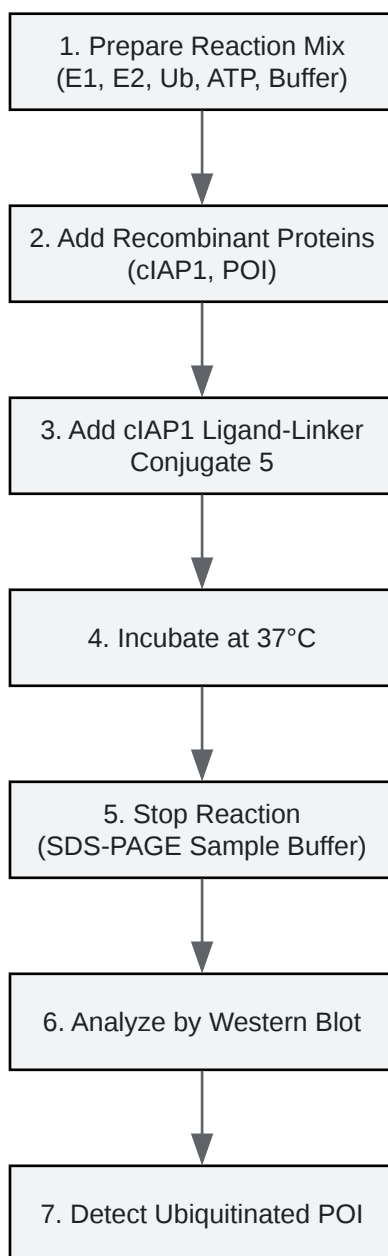 1. Prepare Reaction Mix
(E1, E2, Ub, ATP, Buffer)
2. Add Recombinant Proteins
(cIAP1, POI)
3. Add cIAP1 Ligand-Linker
Conjugate 5
4. Incubate at 37°C
5. Stop Reaction
(SDS-PAGE Sample Buffer)
6. Analyze by Western Blot
7. Detect Ubiquitinated POI